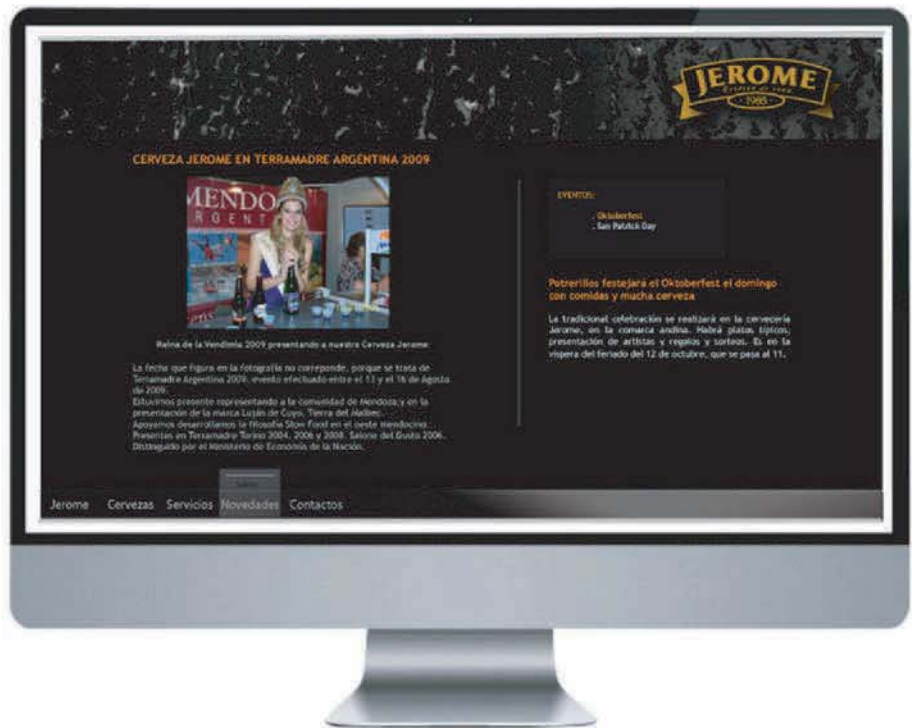 JEROME
1985
CERVEZA JEROME EN TERRAMADRE ARGENTINA 2009
MENDO
RGENT
Reina de la Vendimia 2009 presentando a nuestra Cerveza Jerome
La fecha que figura en la fotografía no correponde, porque se trata de
Terramadre Argentina 2009, evento efectuado entre el 13 y el 16 de Agosto
de 2009.
Estuvimos presente representando a la comunidad de Mendoza y en la
presentación de la marca Luján de Cuyo, Tierra del Malbec.
Apoyamos desarrollamos la filosofía Slow Food en el oeste mendocino.
Presentes en Terramadre Torino 2004, 2006 y 2008. Salone del Gusto 2006.
Distinguido por el Ministerio de Economía de la Nación.
EVENTOS:
. Oktoberfest
. San Patrick Day
Potrerillos festejará el Oktoberfest el domingo
con comidas y mucha cerveza
La tradicional celebración se realizará en la cervecería
Jerome, en la comarca andina. Habrá platos típicos,
presentación de artistas y regalos y sorteos. Es en la
víspera del feriado del 12 de octubre, que se pasa al 11.
Jerome Cervezas Servicios Novedades Contactos